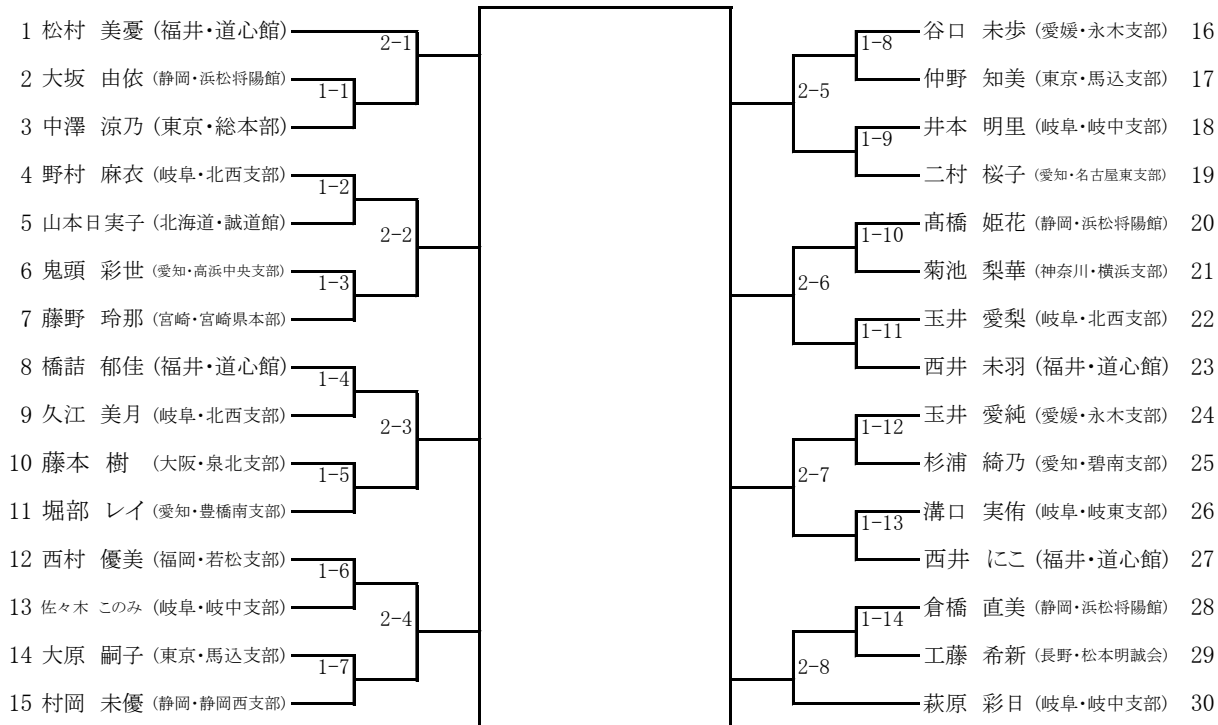 1 松村 美憂 (福井・道心館)
2-1
2 大坂 由依 (静岡・浜松将陽館)
1-1
3 中澤 涼乃 (東京・総本部)
4 野村 麻衣 (岐阜・北西支部)
1-2
5 山本日実子 (北海道・誠道館)
2-2
6 鬼頭 彩世 (愛知・高浜中央支部)
1-3
7 藤野 玲那 (宮崎・宮崎県本部)
8 橋詰 郁佳 (福井・道心館)
1-4
9 久江 美月 (岐阜・北西支部)
2-3
10 藤本 樹 (大阪・泉北支部)
1-5
11 堀部 レイ (愛知・豊橋南支部)
12 西村 優美 (福岡・若松支部)
1-6
13 佐々木 このみ (岐阜・岐中支部)
2-4
14 大原 嗣子 (東京・馬込支部)
1-7
15 村岡 未優 (静岡・静岡西支部)
谷口 未歩 (愛媛・永木支部) 16
1-8
仲野 知美 (東京・馬込支部) 17
2-5
井本 明里 (岐阜・岐中支部) 18
1-9
二村 桜子 (愛知・名古屋東支部) 19
髙橋 姫花 (静岡・浜松将陽館) 20
1-10
菊池 梨華 (神奈川・横浜支部) 21
2-6
玉井 愛梨 (岐阜・北西支部) 22
1-11
西井 未羽 (福井・道心館) 23
玉井 愛純 (愛媛・永木支部) 24
1-12
杉浦 綺乃 (愛知・碧南支部) 25
2-7
溝口 実侑 (岐阜・岐東支部) 26
1-13
西井 にこ (福井・道心館) 27
倉橋 直美 (静岡・浜松将陽館) 28
1-14
工藤 希新 (長野・松本明誠会) 29
2-8
萩原 彩日 (岐阜・岐中支部) 30